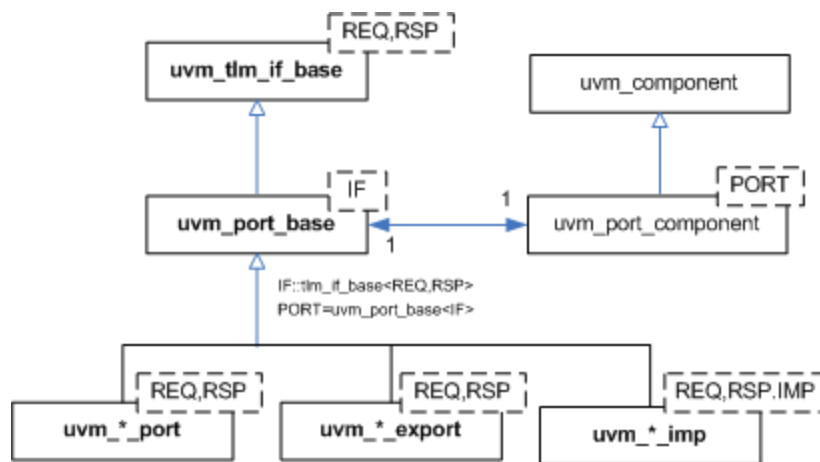 REQ,RSP
uvm_tlm_if_base
uvm_component
IF
PORT
uvm_port_base
1
1
uvm_port_component
IF::tlm_if_base<REQ,RSP>
PORT=uvm_port_base<IF>
REQ,RSP
REQ,RSP
REQ,RSP.IMP
uvm_*_port
uvm_*_export
uvm_*_imp